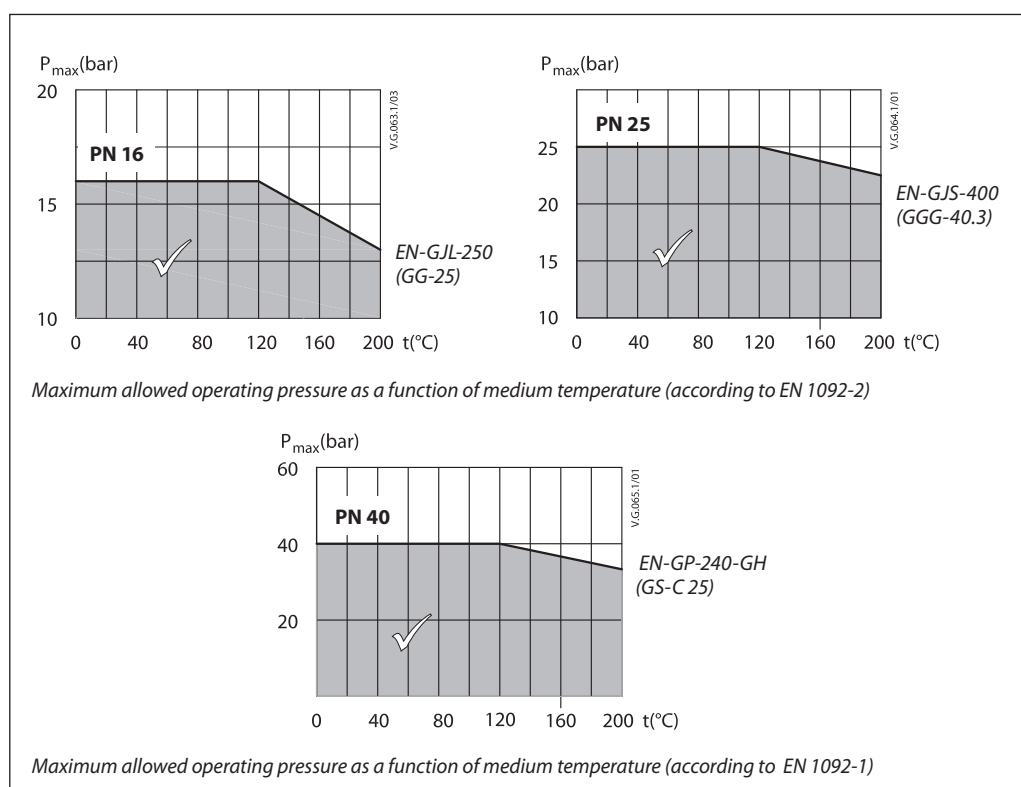 Pmax(bar)
20
15
10
PN 16
0 40 80 120 160 200 t(°C)
V.G.063.1/03
EN-GJL-250
(GG-25)
Pmax(bar)
25
20
15
10
PN 25
0 40 80 120 160 200 t(°C)
V.G.064.1/01
EN-GJS-400
(GGG-40.3)
Maximum allowed operating pressure as a function of medium temperature (according to EN 1092-2)
Pmax(bar)
60
40
20
PN 40
0 40 80 120 160 200 t(°C)
V.G.065.1/01
EN-GP-240-GH
(GS-C 25)
Maximum allowed operating pressure as a function of medium temperature (according to EN 1092-1)